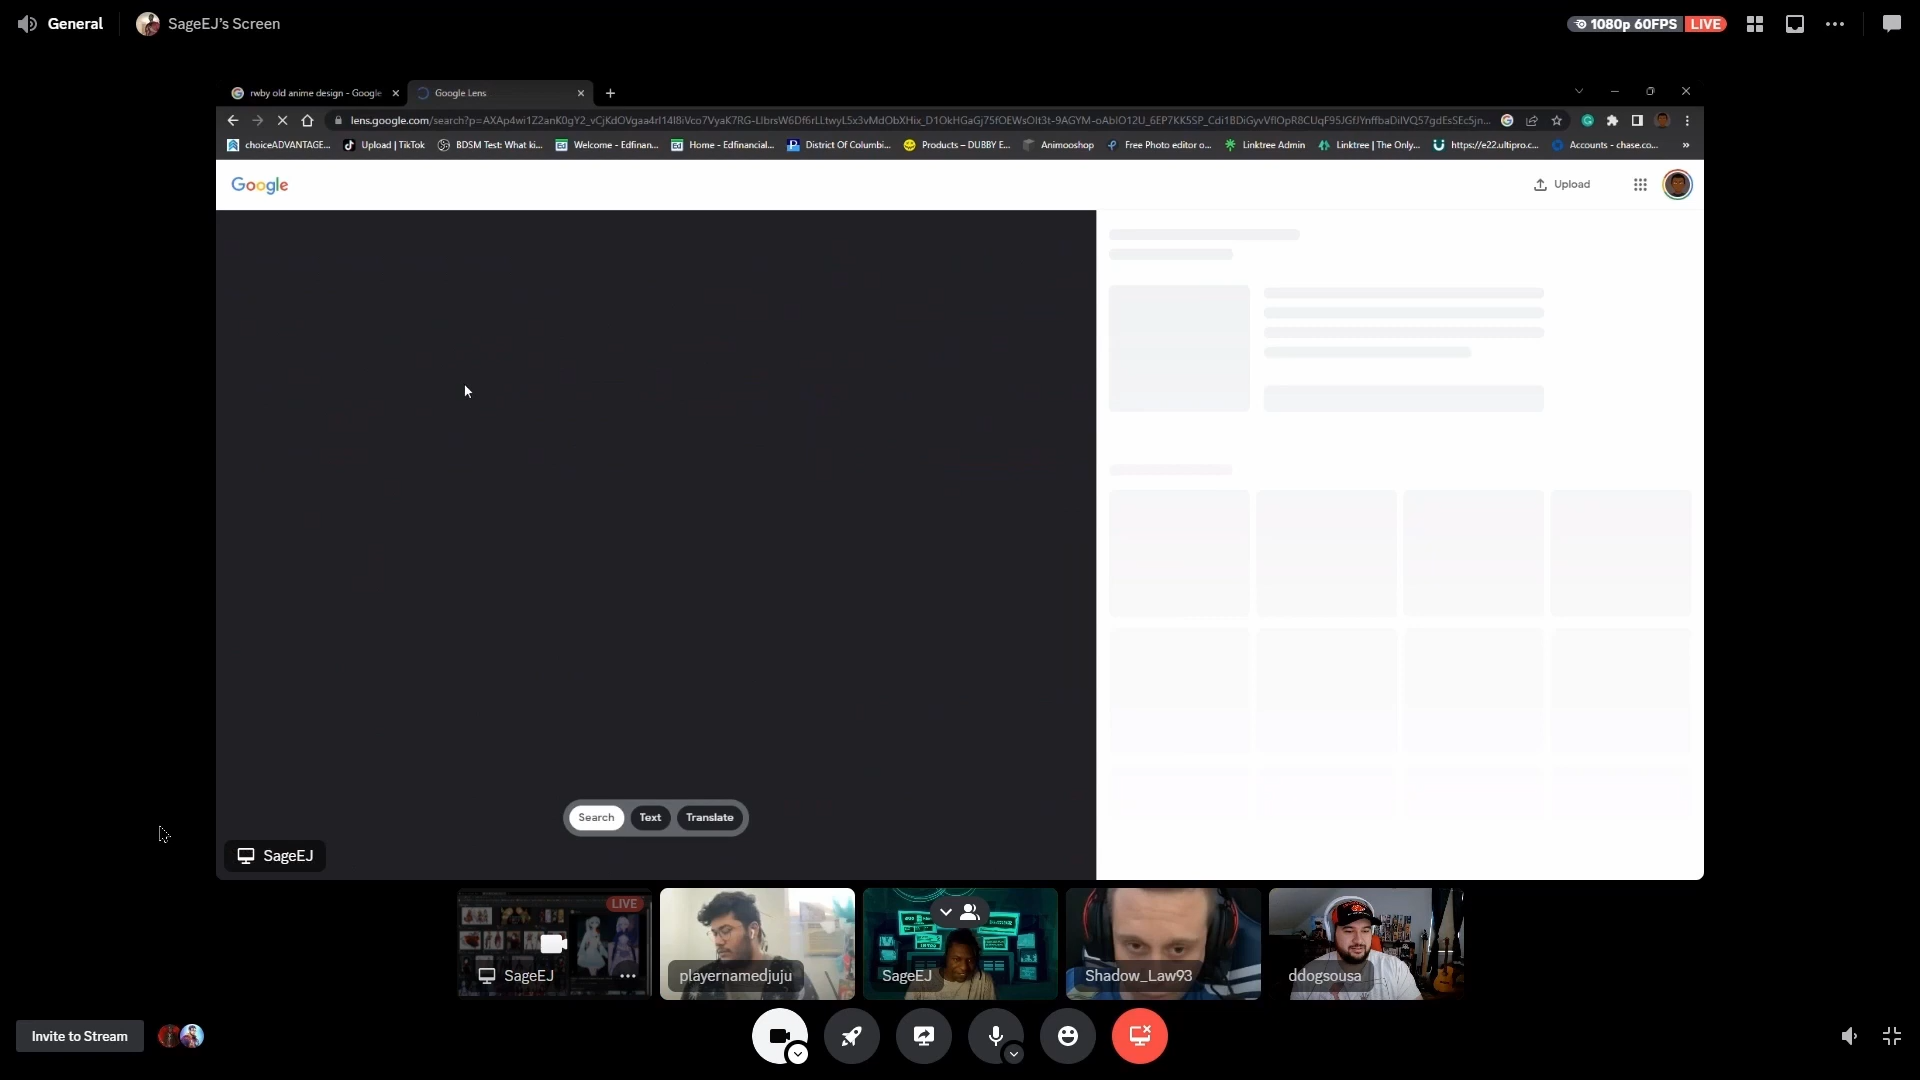 General
SageEJ's Screen
1080p 60FPS
LIVE
rwby old anime design - Google
Google Lens
choiceADVANTAGE...
Upload | TikTok
BDSM Test: What ki...
Welcome - Edfinan...
Home - Edfinancial...
District Of Columbi...
Products – DUBBY E...
Animooshop
Free Photo editor o...
Linktree Admin
Linktree | The Only...
https://e22.ultipro.c...
Accounts - chase.co...
Google
Upload
Search
Text
Translate
SageEJ
LIVE
SageEJ
playernamedjuju
SageEJ
Shadow_Law93
ddogsousa
Invite to Stream